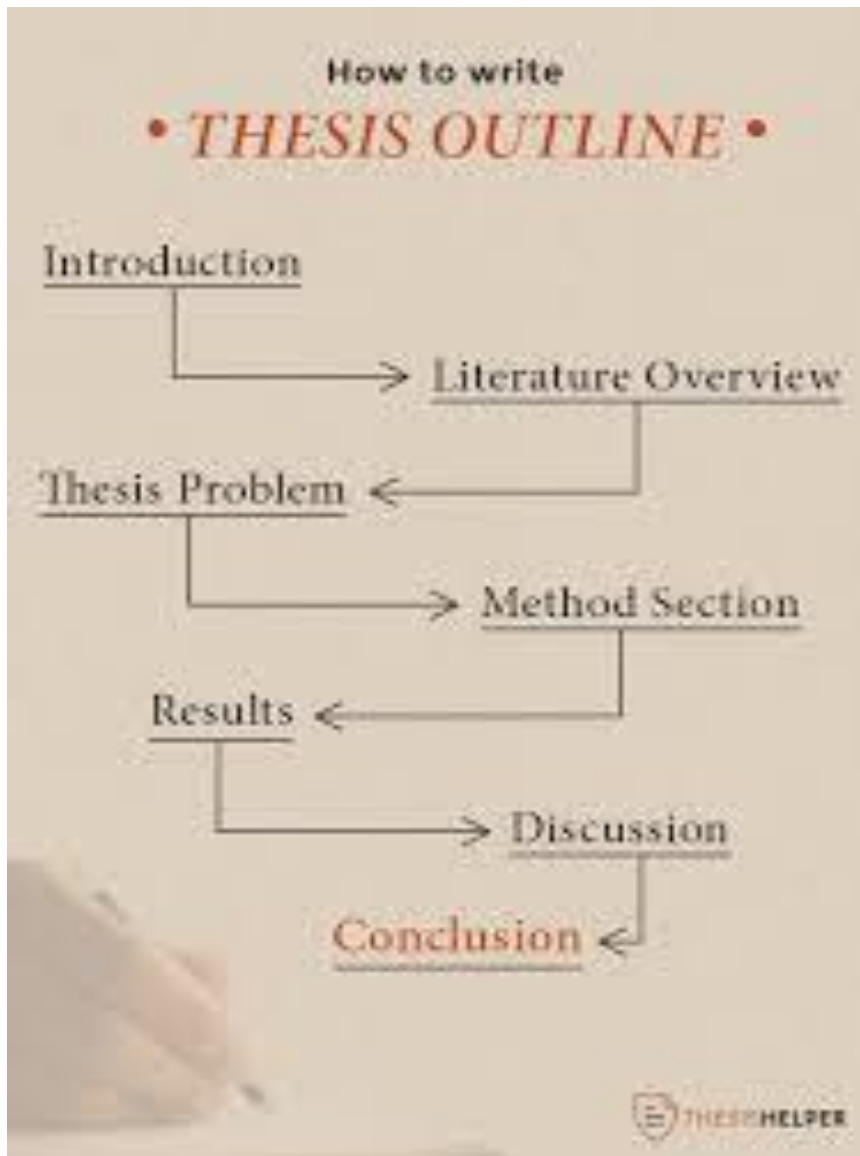 How to write
• THESIS OUTLINE •
Introduction
Literature Overview
Thesis Problem
Method Section
Results
Discussion
Conclusion
THESISHELPER